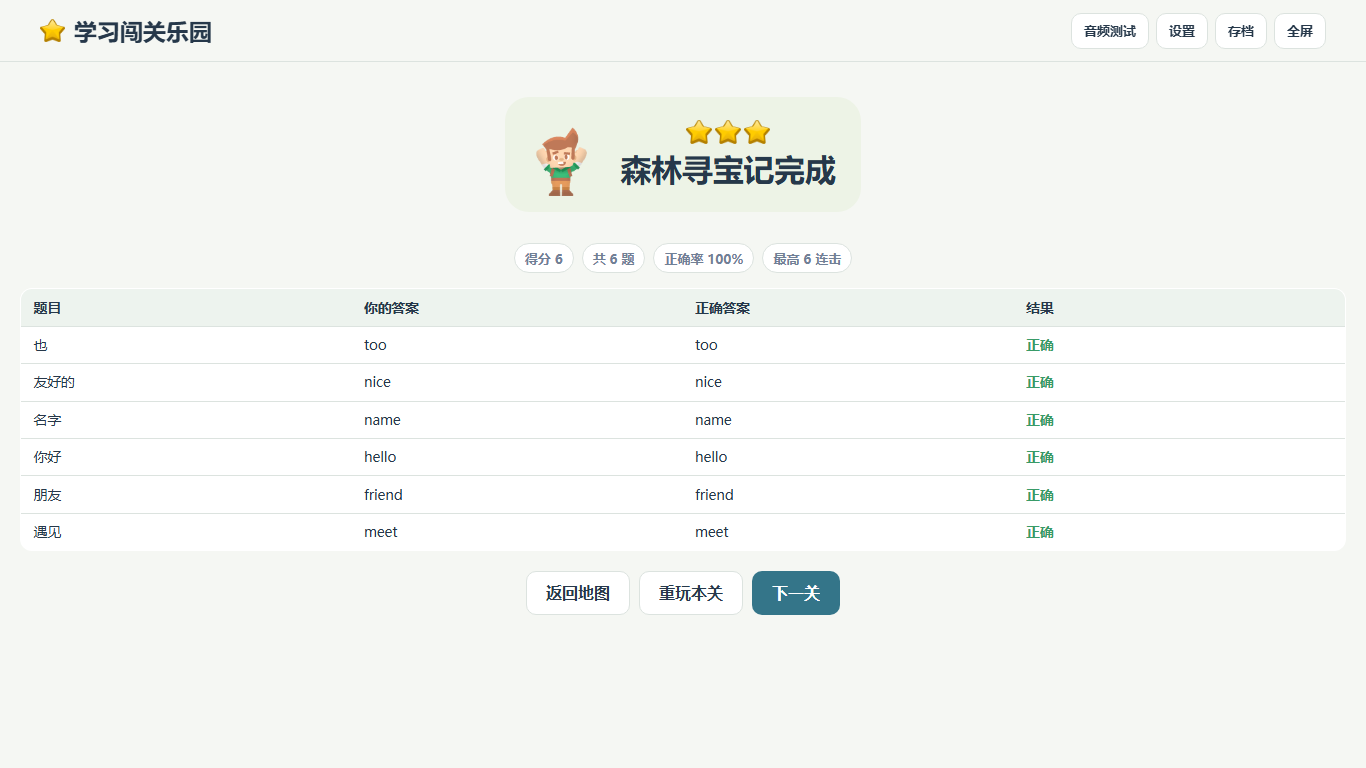 学习闯关乐园
音频测试 设置 存档 全屏
森林寻宝记完成
得分 6 共 6 题 正确率 100% 最高 6 连击
题目 你的答案 正确答案 结果
也 too too 正确
友好的 nice nice 正确
名字 name name 正确
你好 hello hello 正确
朋友 friend friend 正确
遇见 meet meet 正确
返回地图 重玩本关 下一关